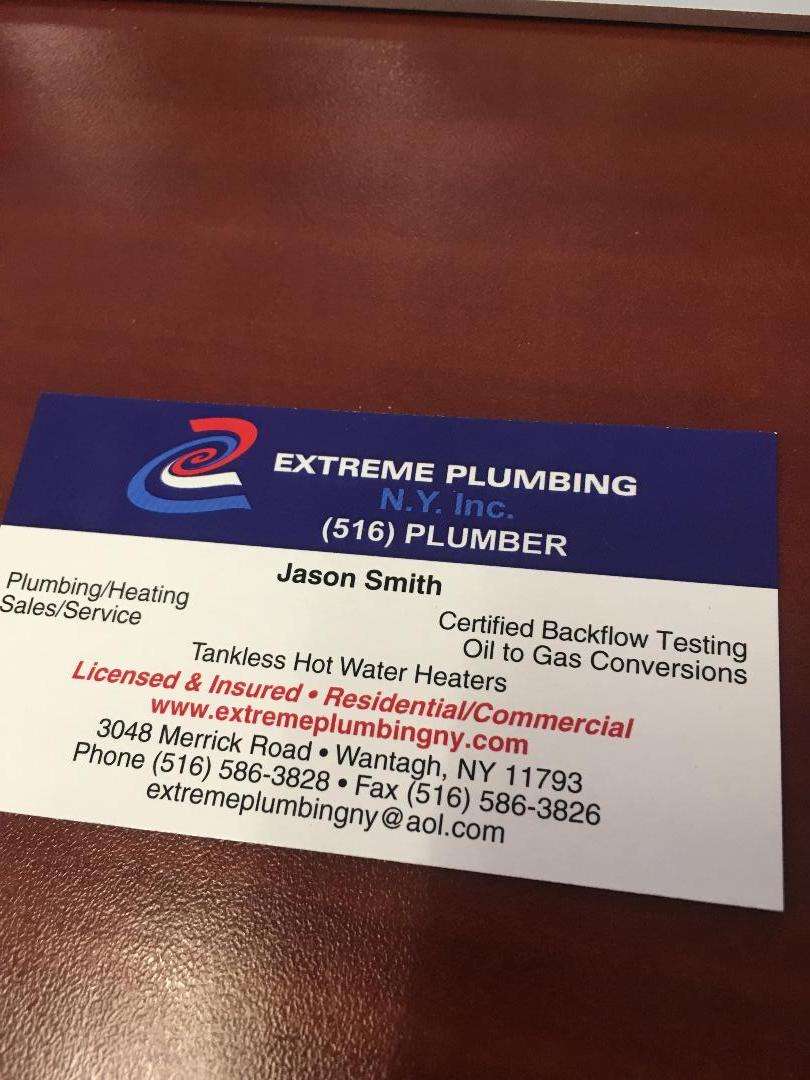 EXTREME PLUMBING
N.Y. Inc.
(516) PLUMBER
Jason Smith
Plumbing/Heating
Sales/Service
Certified Backflow Testing
Oil to Gas Conversions
Tankless Hot Water Heaters
Licensed & Insured • Residential/Commercial
www.extremeplumbingny.com
3048 Merrick Road • Wantagh, NY 11793
Phone (516) 586-3828 • Fax (516) 586-3826
extremeplumbingny@aol.com